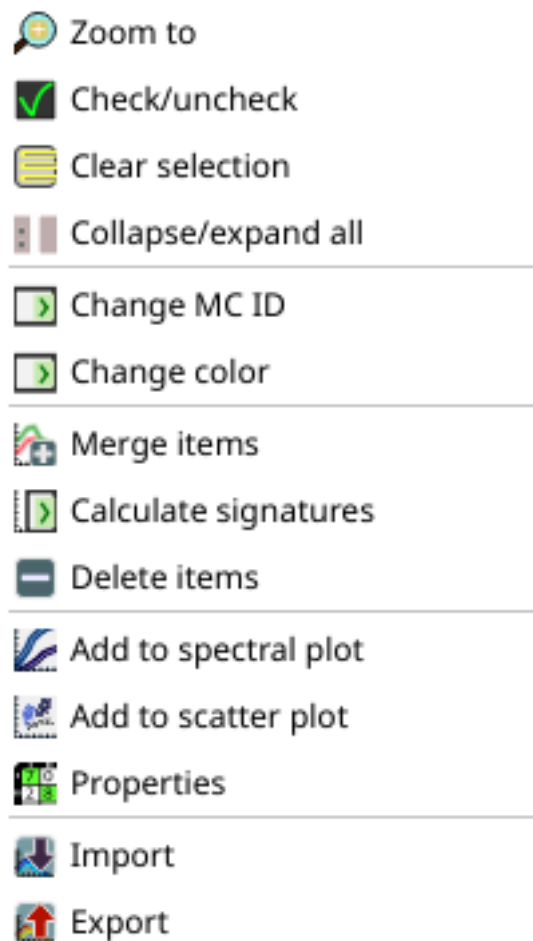 Zoom to
Check/uncheck
Clear selection
Collapse/expand all
Change MC ID
Change color
Merge items
Calculate signatures
Delete items
Add to spectral plot
Add to scatter plot
Properties
Import
Export